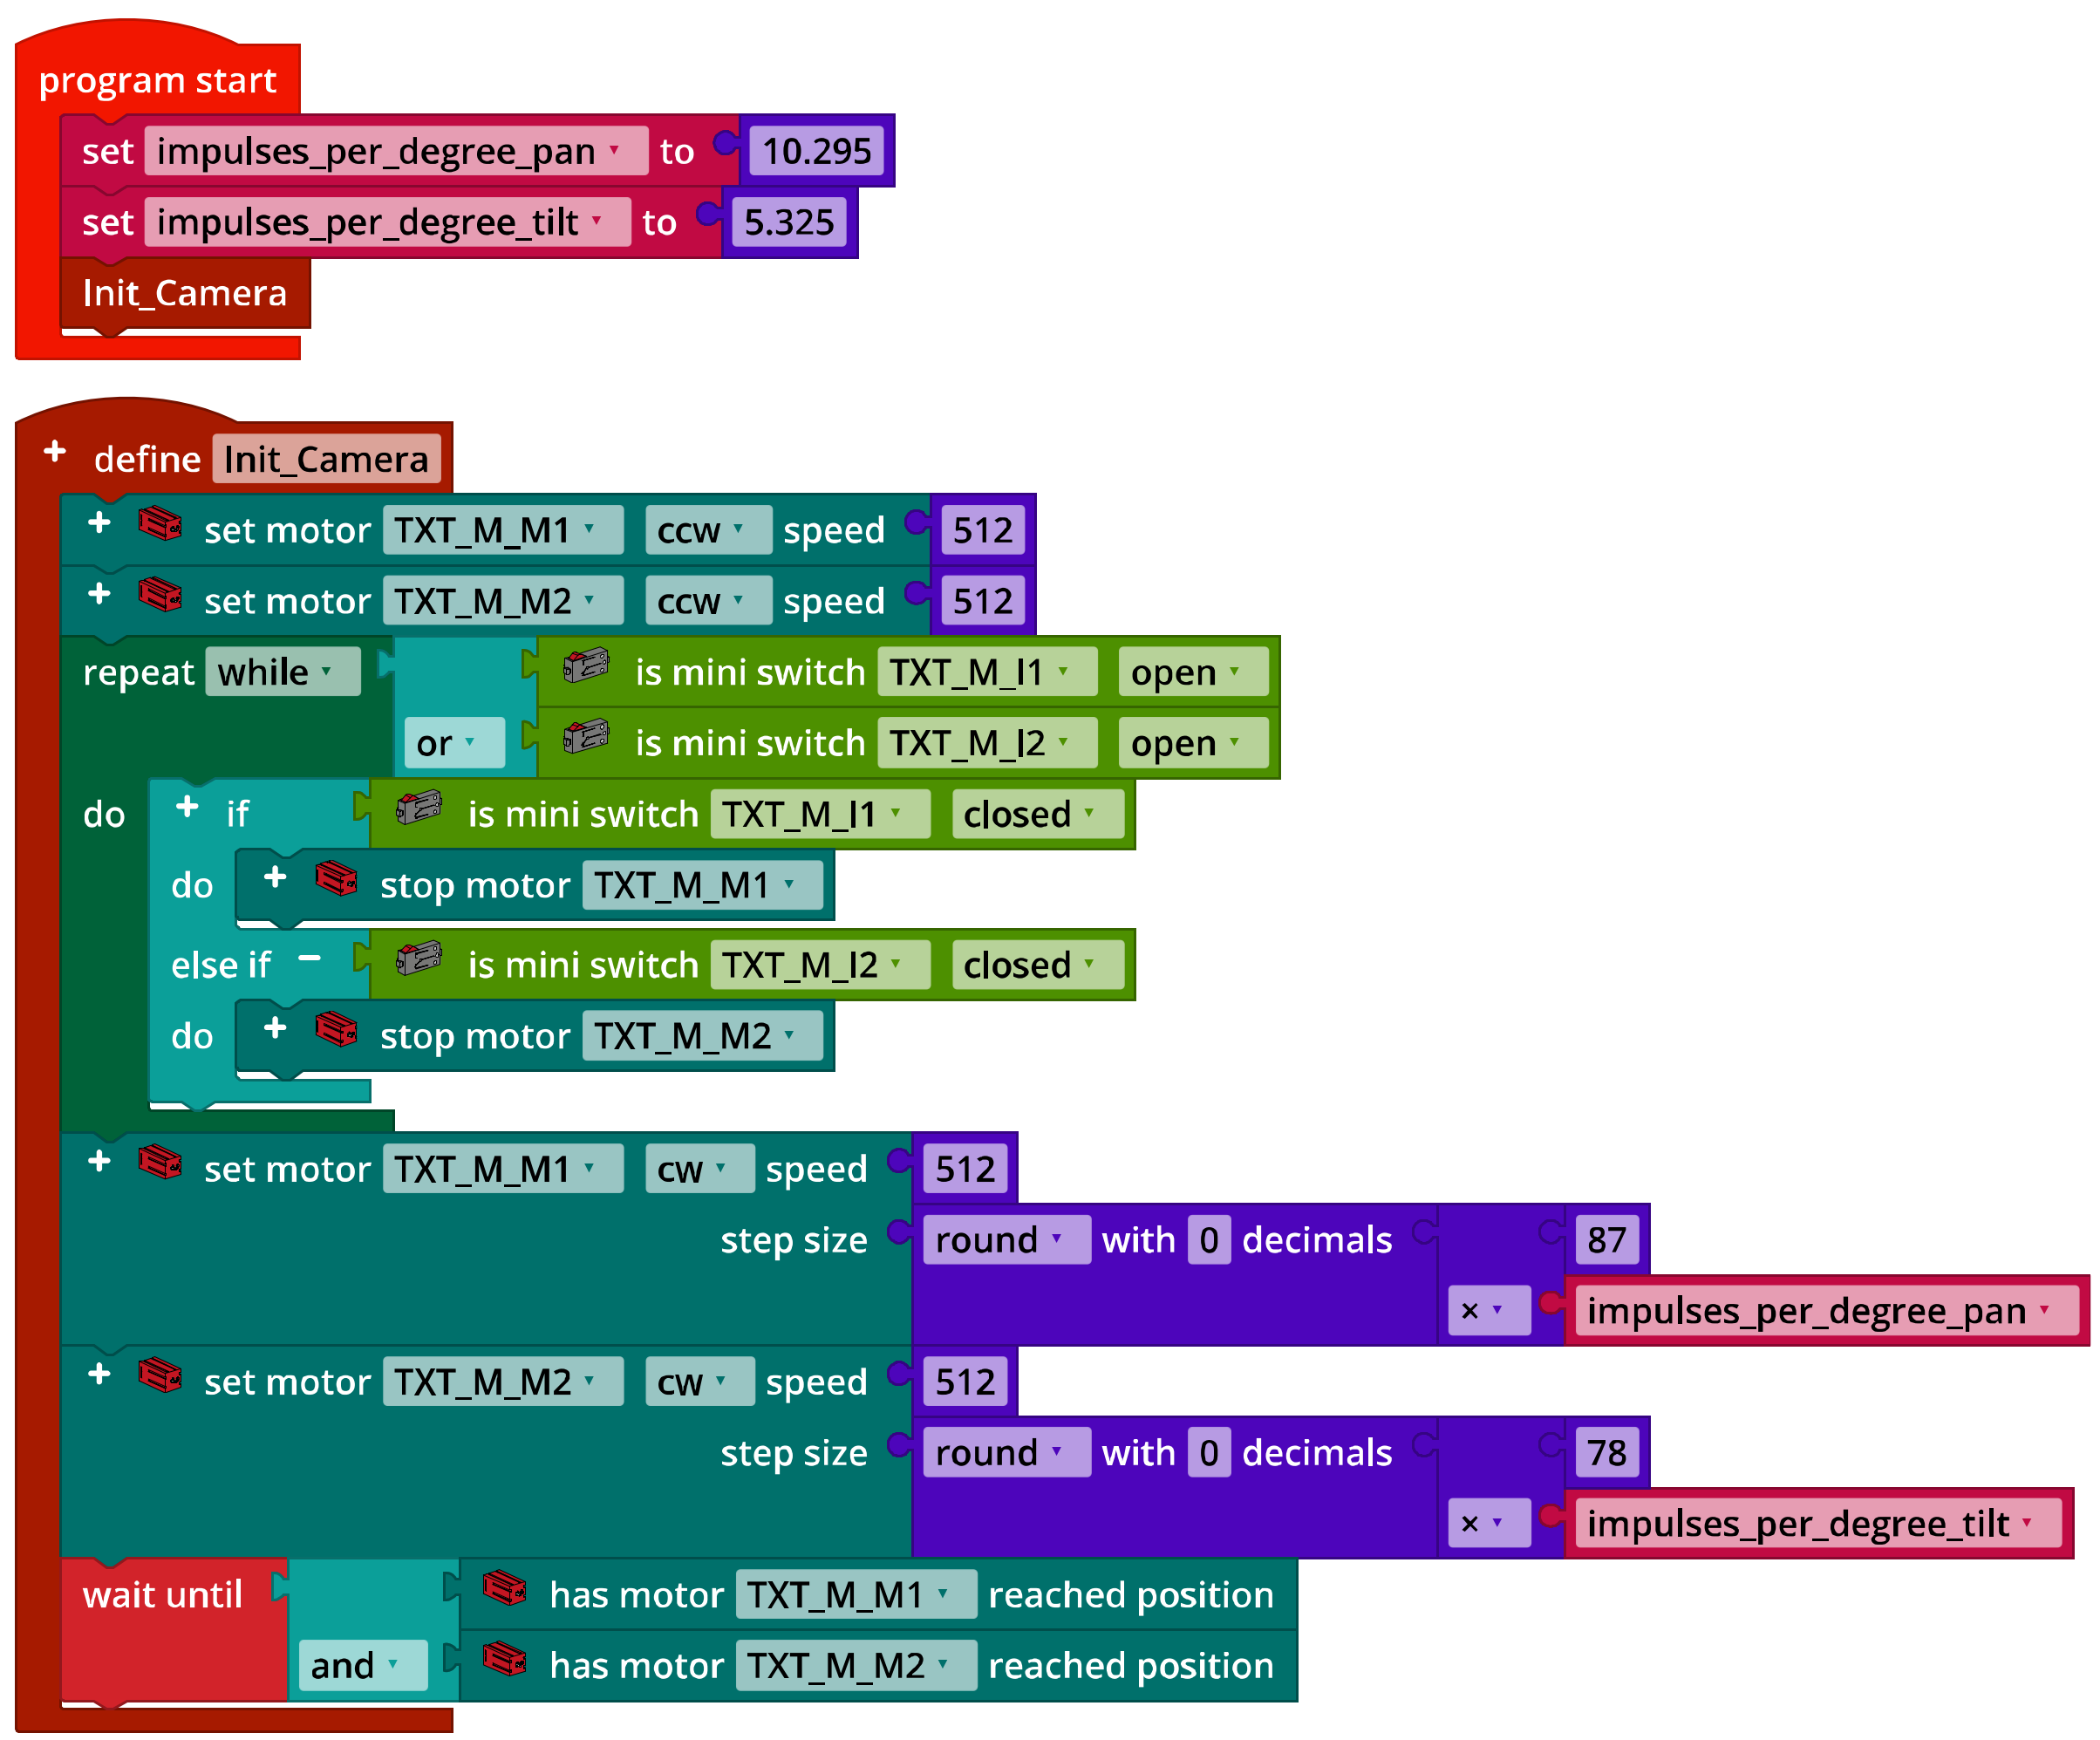 program start
set impulses_per_degree_pan to 10.295
set impulses_per_degree_tilt to 5.325
Init_Camera
+ define Init_Camera
+ set motor TXT_M_M1 ccw speed 512
+ set motor TXT_M_M2 ccw speed 512
repeat while is mini switch TXT_M_I1 open
or is mini switch TXT_M_I2 open
do + if is mini switch TXT_M_I1 closed
do + stop motor TXT_M_M1
else if − is mini switch TXT_M_I2 closed
do + stop motor TXT_M_M2
+ set motor TXT_M_M1 cw speed 512
step size round with 0 decimals 87
× impulses_per_degree_pan
+ set motor TXT_M_M2 cw speed 512
step size round with 0 decimals 78
× impulses_per_degree_tilt
wait until has motor TXT_M_M1 reached position
and has motor TXT_M_M2 reached position